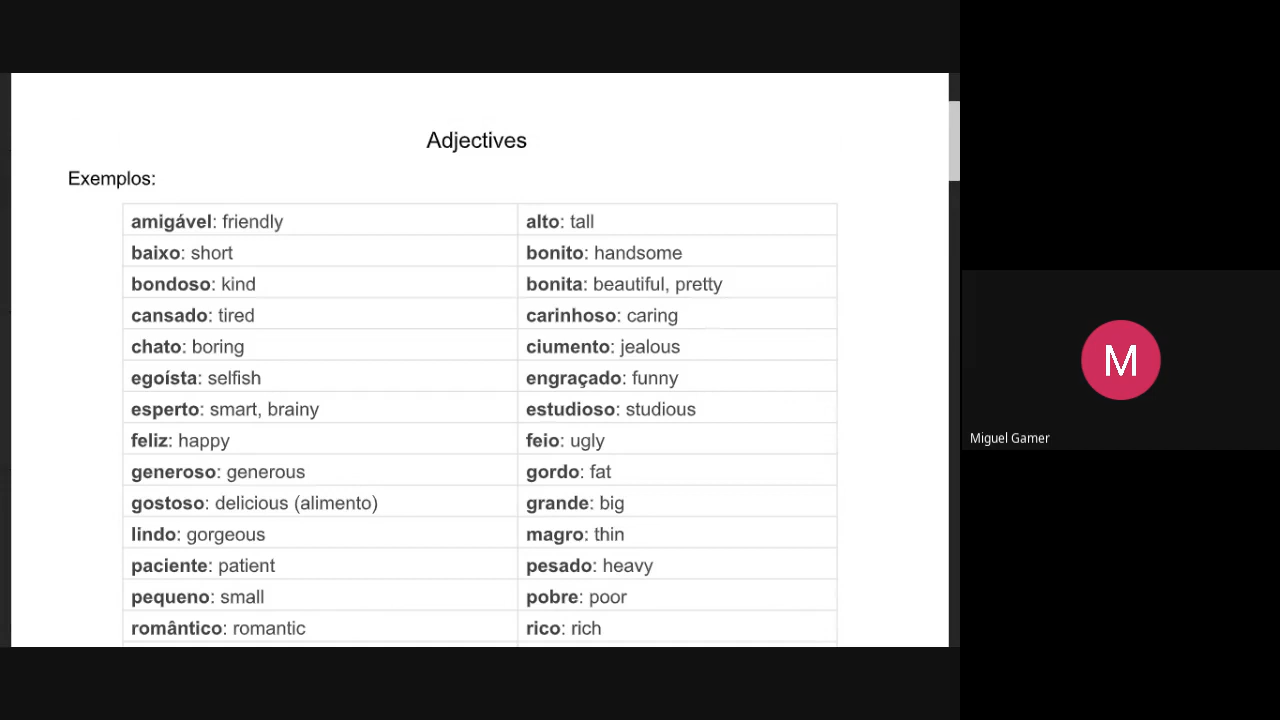 Adjectives
Exemplos:
amigável: friendly
alto: tall
baixo: short
bonito: handsome
bondoso: kind
bonita: beautiful, pretty
cansado: tired
carinhoso: caring
chato: boring
ciumento: jealous
egoísta: selfish
engraçado: funny
esperto: smart, brainy
estudioso: studious
feliz: happy
feio: ugly
generoso: generous
gordo: fat
gostoso: delicious (alimento)
grande: big
lindo: gorgeous
magro: thin
paciente: patient
pesado: heavy
pequeno: small
pobre: poor
romântico: romantic
rico: rich
M
Miguel Gamer